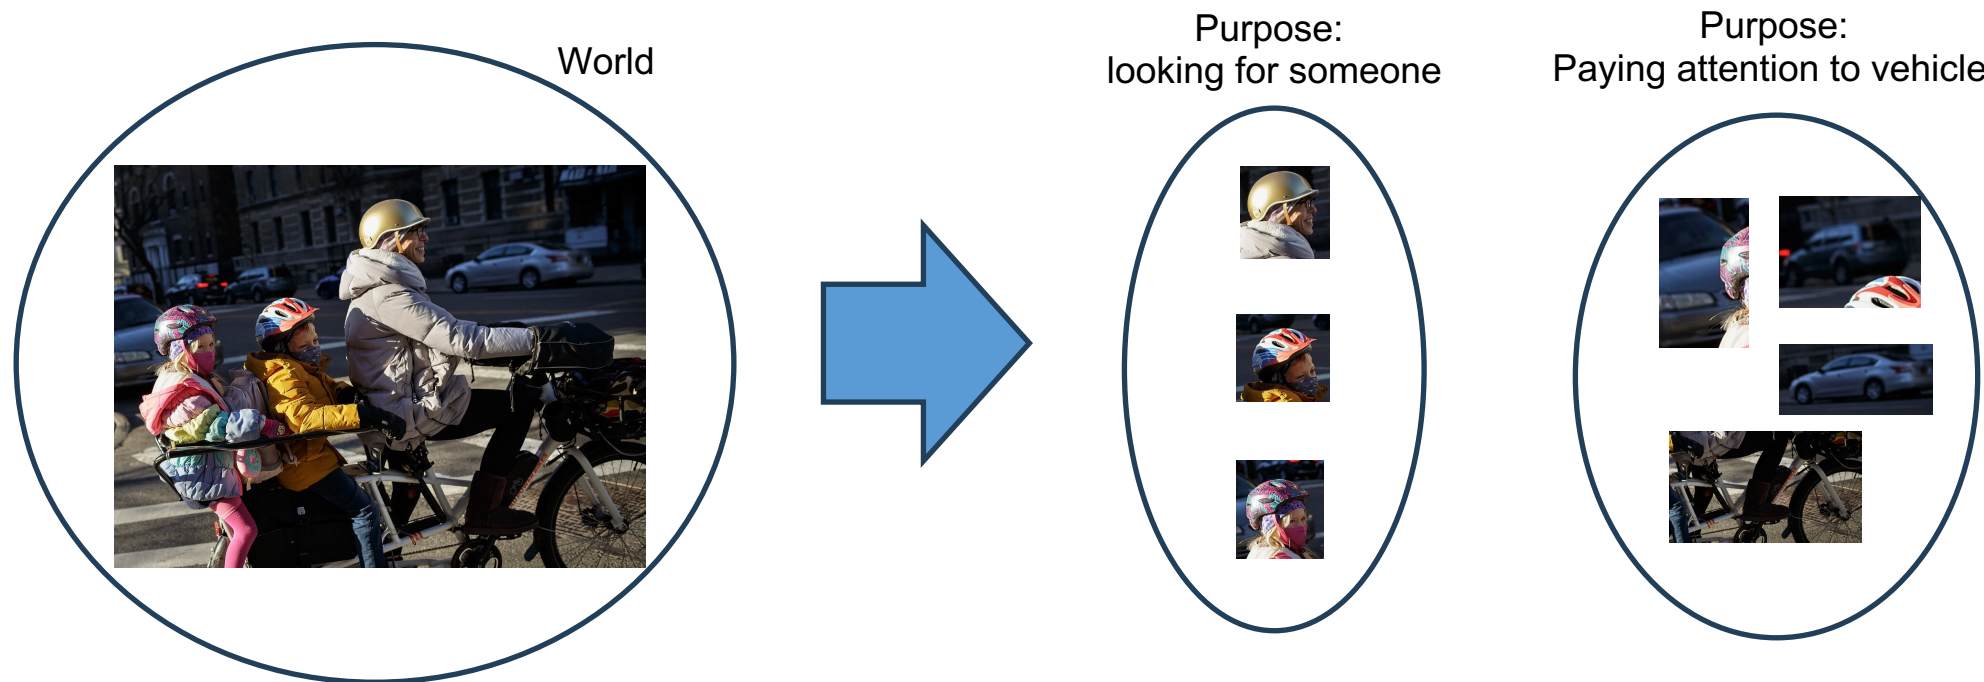 World
Purpose:
looking for someone
Purpose:
Paying attention to vehicle